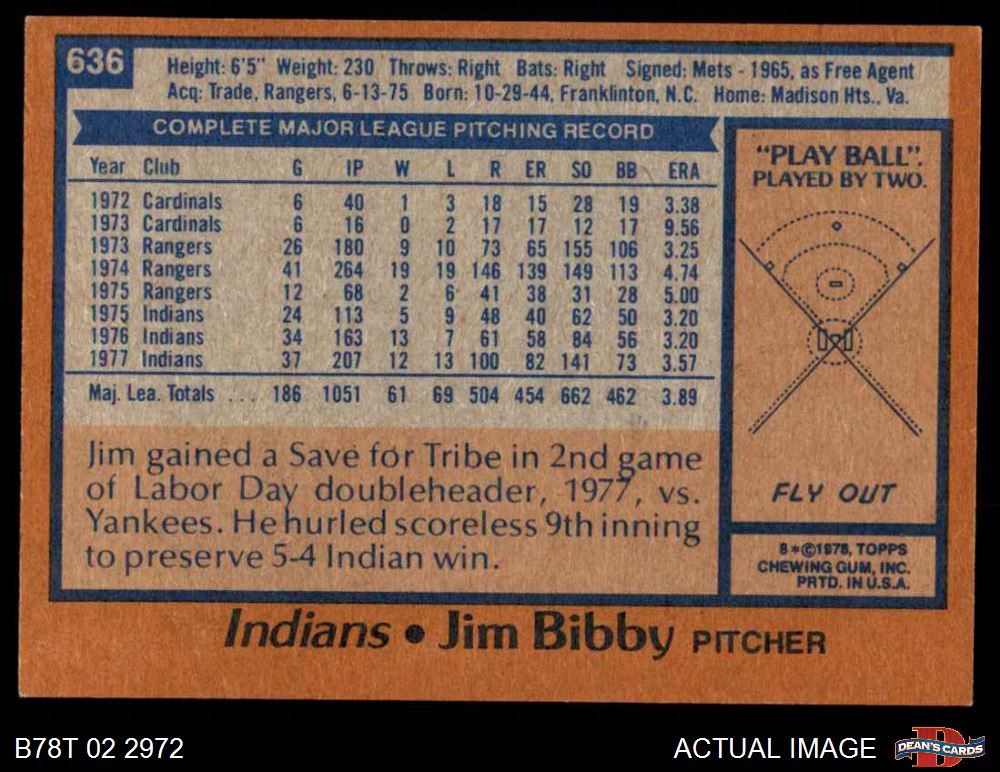 636
Height: 6'5" Weight: 230 Throws: Right Bats: Right Signed: Mets - 1965, as Free Agent
Acq: Trade, Rangers, 6-13-75 Born: 10-29-44, Franklinton, N.C. Home: Madison Hts., Va.
COMPLETE MAJOR LEAGUE PITCHING RECORD
Year Club G IP W L R ER SO BB ERA
1972 Cardinals 6 40 1 3 18 15 28 19 3.38
1973 Cardinals 6 16 0 2 17 17 12 17 9.56
1973 Rangers 26 180 9 10 73 65 155 106 3.25
1974 Rangers 41 264 19 19 146 139 149 113 4.74
1975 Rangers 12 68 2 6 41 38 31 28 5.00
1975 Indians 24 113 5 9 48 40 62 50 3.20
1976 Indians 34 163 13 7 61 58 84 56 3.20
1977 Indians 37 207 12 13 100 82 141 73 3.57
Maj. Lea. Totals ... 186 1051 61 69 504 454 662 462 3.89
Jim gained a Save for Tribe in 2nd game
of Labor Day doubleheader, 1977, vs.
Yankees. He hurled scoreless 9th inning
to preserve 5-4 Indian win.
"PLAY BALL".
PLAYED BY TWO.
FLY OUT
B*©1978, TOPPS
CHEWING GUM, INC.
PRTD. IN U.S.A.
Indians • Jim Bibby PITCHER
B78T 02 2972
ACTUAL IMAGE
D
DEAN'S CARDS